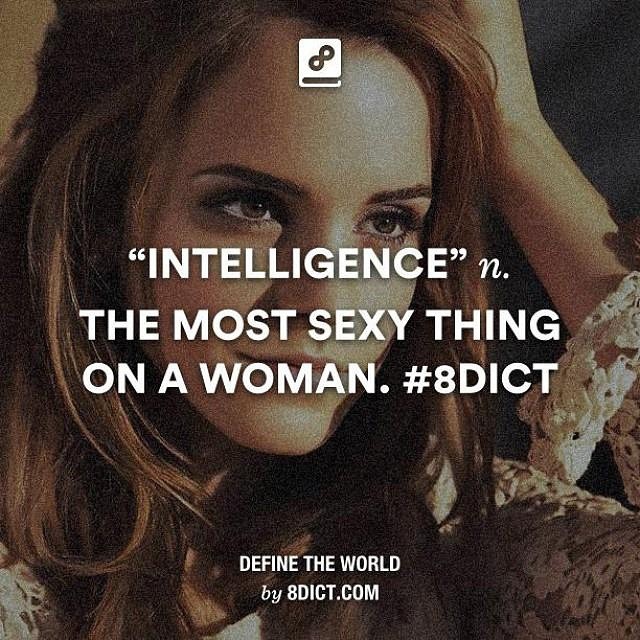 “INTELLIGENCE” n.
THE MOST SEXY THING
ON A WOMAN. #8DICT
DEFINE THE WORLD
by 8DICT.COM